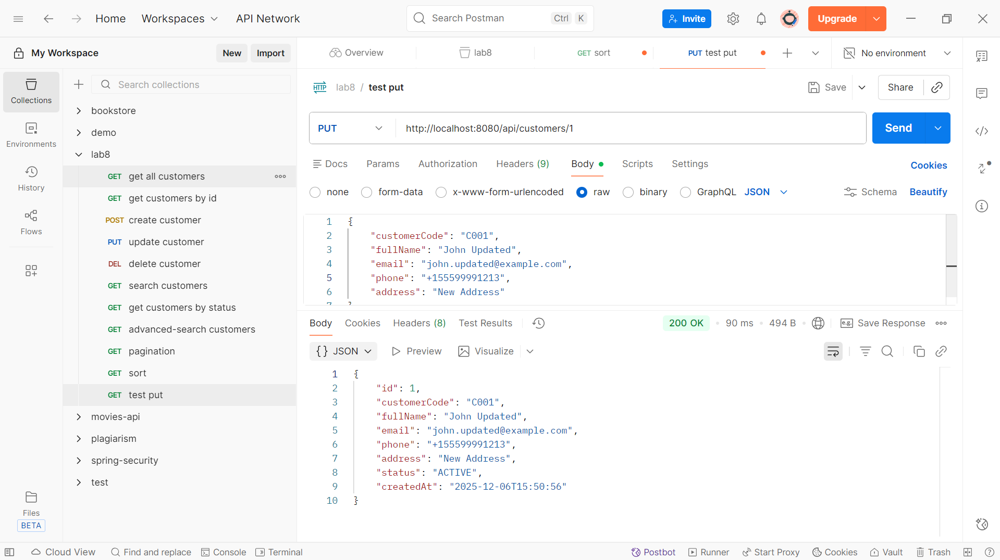 Home Workspaces API Network Search Postman Ctrl K Invite Upgrade
My Workspace New Import Overview lab8 GET sort PUT test put No environment
Search collections
Collections
Environments
History
Flows
Files
BETA
bookstore
demo
lab8
GET get all customers
GET get customers by id
POST create customer
PUT update customer
DEL delete customer
GET search customers
GET get customers by status
GET advanced-search customers
GET pagination
GET sort
GET test put
movies-api
plagiarism
spring-security
test
HTTP lab8 / test put Save Share
PUT http://localhost:8080/api/customers/1 Send
Docs Params Authorization Headers (9) Body Scripts Settings Cookies
none form-data x-www-form-urlencoded raw binary GraphQL JSON Schema Beautify
1 {
2 "customerCode": "C001",
3 "fullName": "John Updated",
4 "email": "john.updated@example.com",
5 "phone": "+155599991213",
6 "address": "New Address"
7 }
Body Cookies Headers (8) Test Results 200 OK • 90 ms • 494 B • e.g. Save Response
{} JSON Preview Visualize
1 {
2 "id": 1,
3 "customerCode": "C001",
4 "fullName": "John Updated",
5 "email": "john.updated@example.com",
6 "phone": "+155599991213",
7 "address": "New Address",
8 "status": "ACTIVE",
9 "createdAt": "2025-12-06T15:50:56"
10 }
Cloud View Find and replace Console Terminal Postbot Runner Start Proxy Cookies Vault Trash